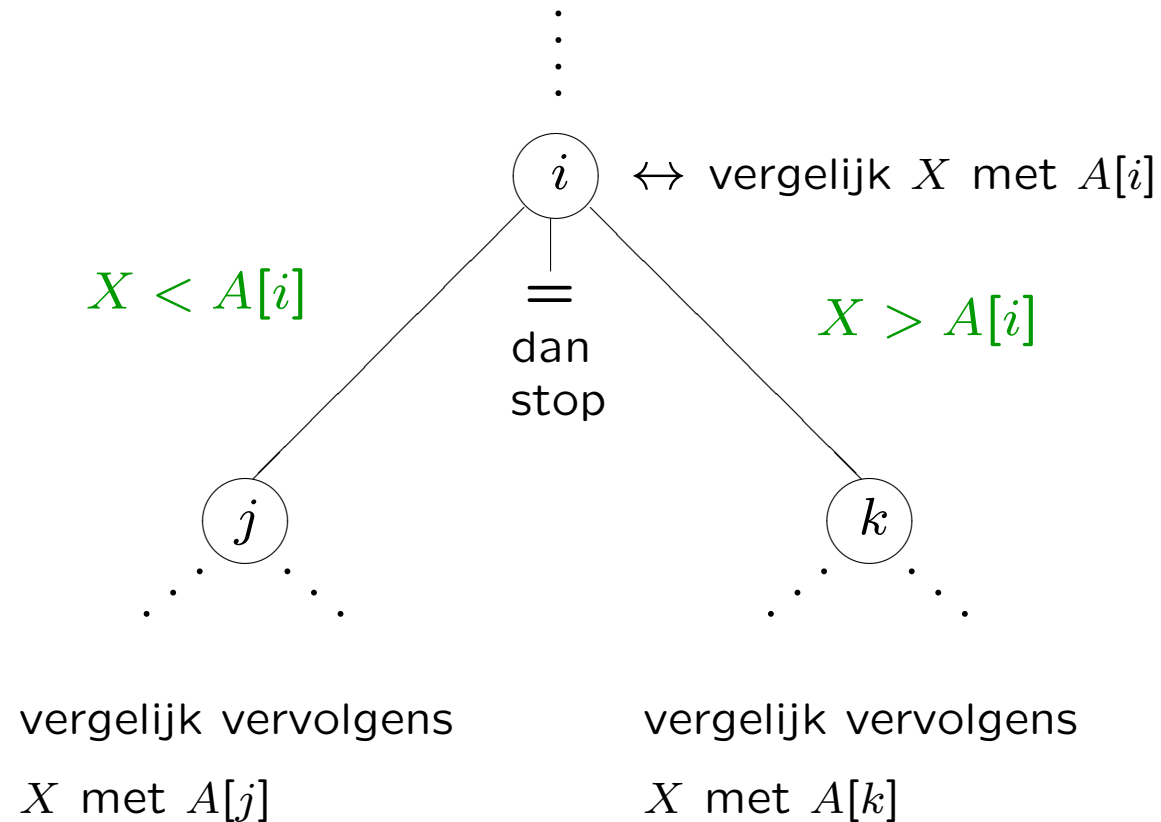 i ↔ vergelijk X met A[i]
X < A[i]
=
X > A[i]
dan
stop
j
k
vergelijk vervolgens
X met A[j]
vergelijk vervolgens
X met A[k]